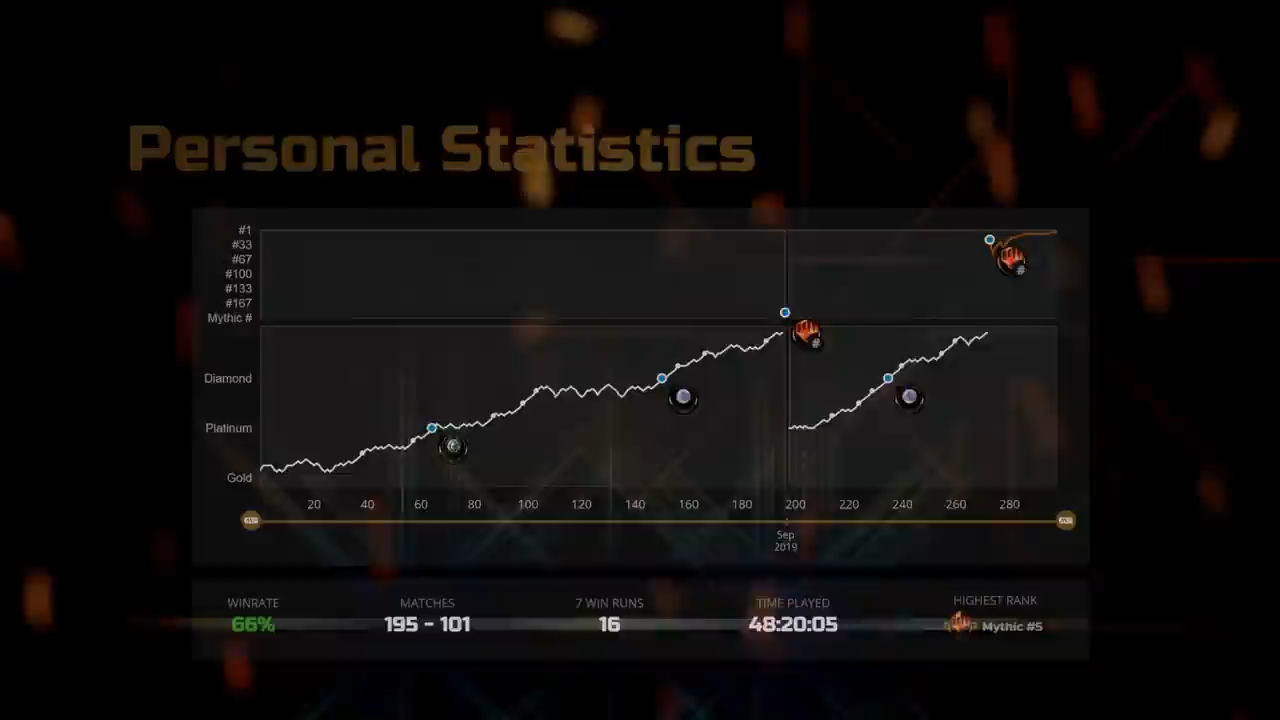 Personal Statistics
#1
#33
#67
#100
#133
#167
Mythic #
Diamond
Platinum
Gold
#
#
20 40 60 80 100 120 140 160 180 200 220 240 260 280
Sep
2019
WINRATE MATCHES 7 WIN RUNS TIME PLAYED HIGHEST RANK
66% 195 - 101 16 48:20:05 Mythic #5